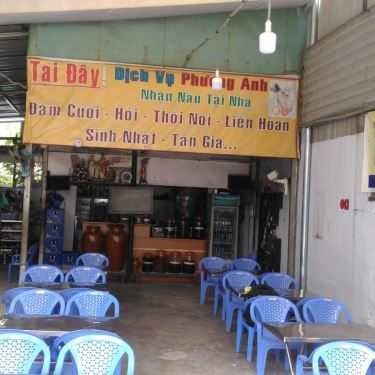 Tại Đây: Dịch Vụ Phương Anh
Nhận Nấu Tại Nhà
Đám Cưới - Hỏi - Thôi Nôi - Liên Hoan
Sinh Nhật - Tân Gia...